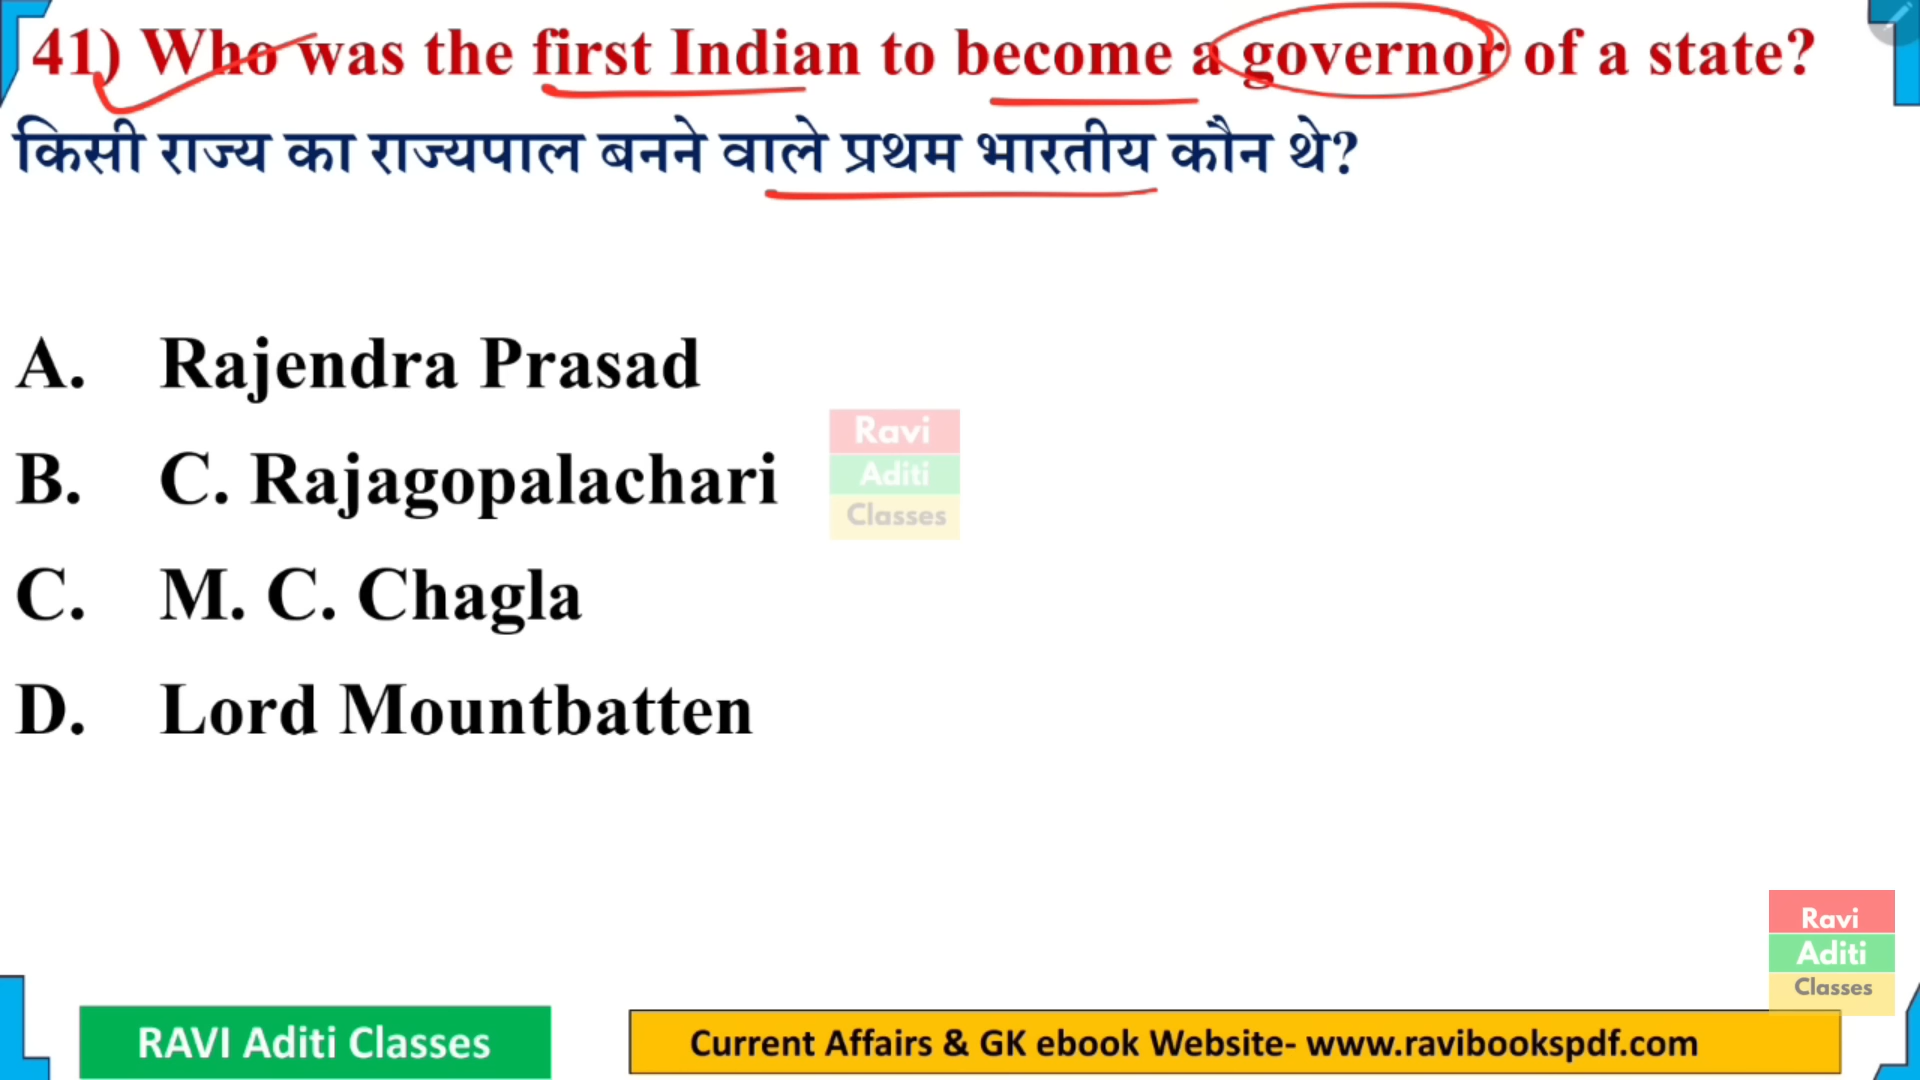 41) Who was the first Indian to become a governor of a state?
किसी राज्य का राज्यपाल बनने वाले प्रथम भारतीय कौन थे?
A. Rajendra Prasad
B. C. Rajagopalachari
C. M. C. Chagla
D. Lord Mountbatten
Ravi
Aditi
Classes
Ravi
Aditi
Classes
RAVI Aditi Classes
Current Affairs & GK ebook Website- www.ravibookspdf.com